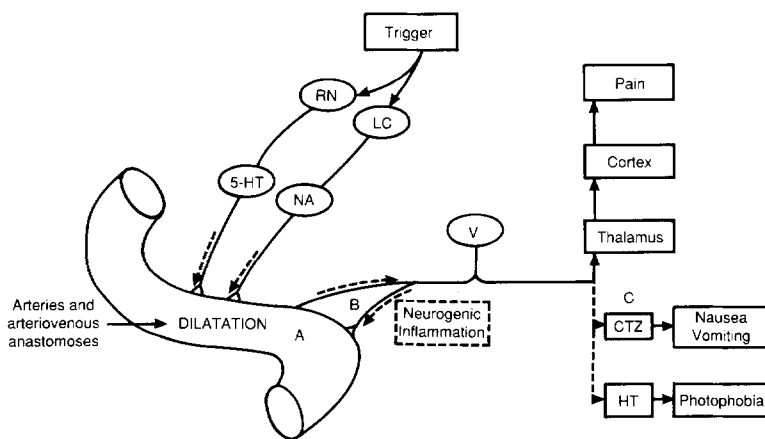 Trigger
RN
LC
5-HT
NA
Pain
Cortex
Thalamus
V
Arteries and
arteriovenous
anastomoses
DILATATION
A
B
Neurogenic
Inflammation
C
CTZ
Nausea
Vomiting
HT
Photophobia